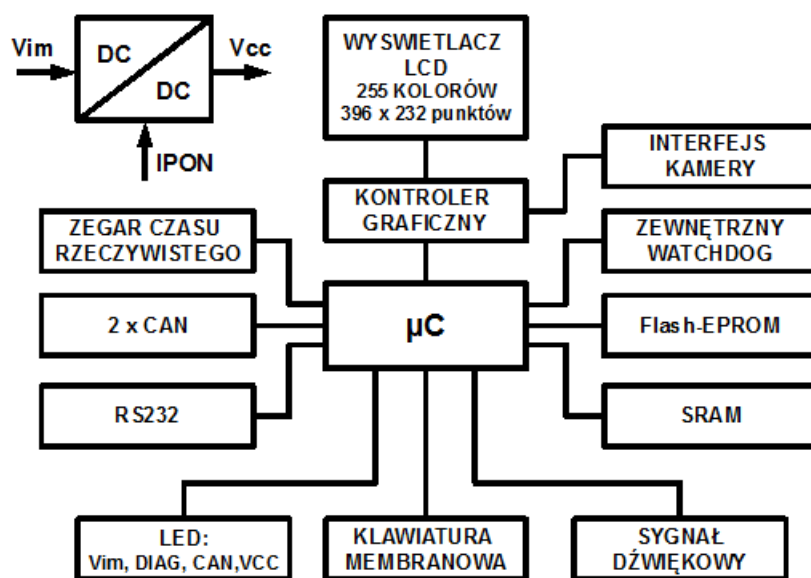 Vim
DC
DC
Vcc
IPON
WYSWIETLACZ
LCD
255 KOLORÓW
396 x 232 punktów
INTERFEJS
KAMERY
KONTROLER
GRAFICZNY
ZEGAR CZASU
RZECZYWISTEGO
ZEWNĘTRZNY
WATCHDOG
2 x CAN
µC
Flash-EPROM
RS232
SRAM
LED:
Vim, DIAG, CAN,VCC
KLAWIATURA
MEMBRANOWA
SYGNAŁ
DŹWIĘKOWY